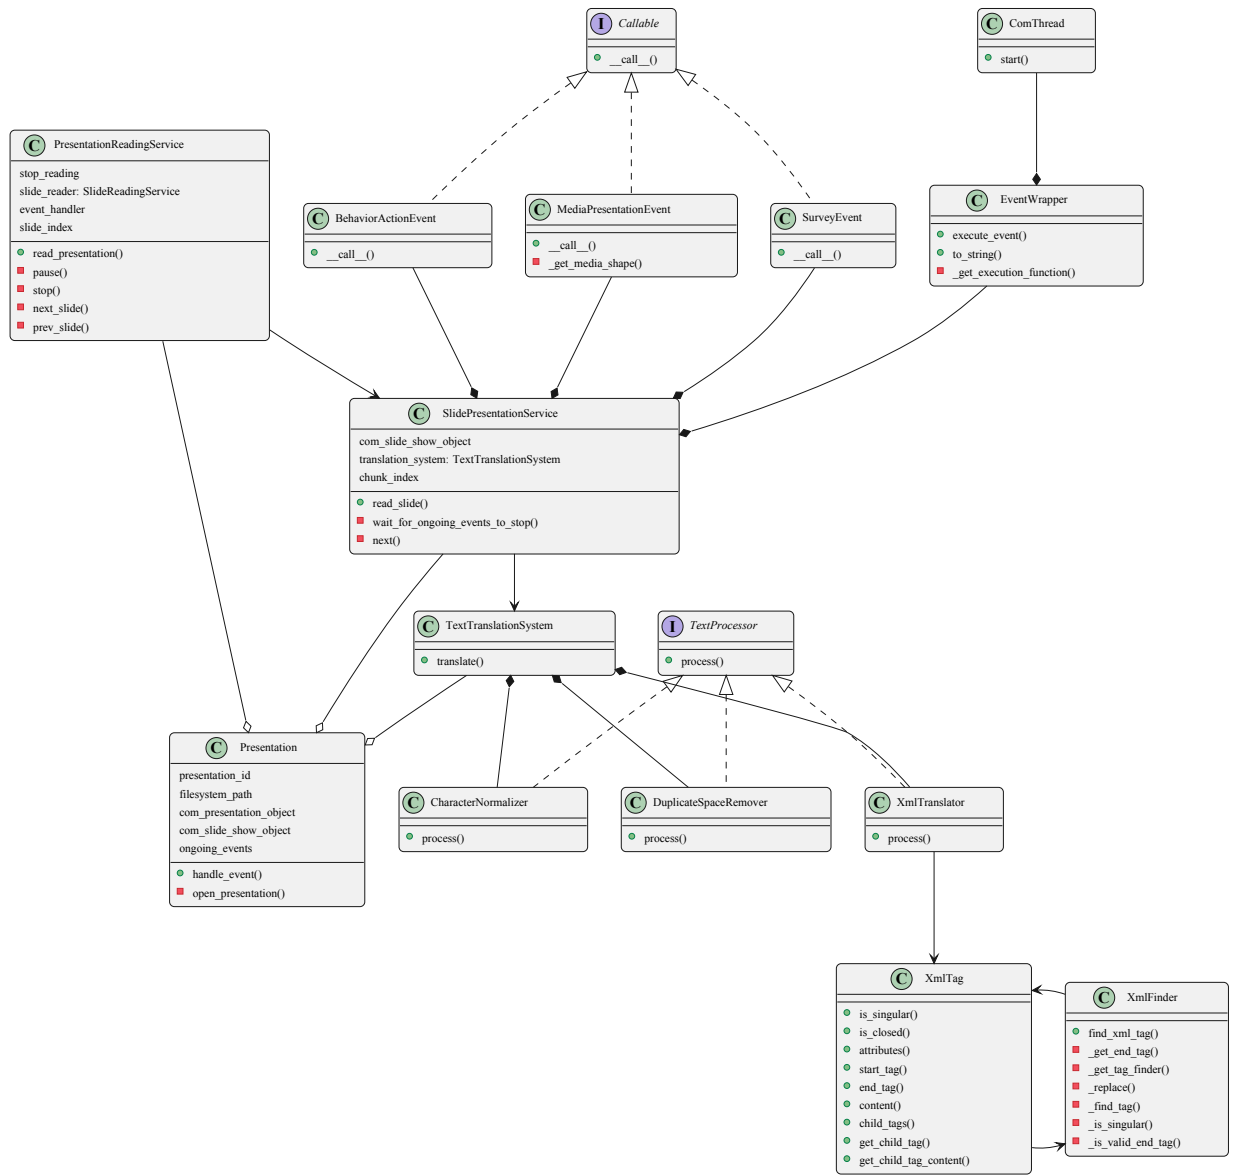 I Callable
__call__()
C ComThread
start()
C PresentationReadingService
stop_reading
slide_reader: SlideReadingService
event_handler
slide_index
read_presentation()
pause()
stop()
next_slide()
prev_slide()
C BehaviorActionEvent
__call__()
C MediaPresentationEvent
__call__()
_get_media_shape()
C SurveyEvent
__call__()
C EventWrapper
execute_event()
to_string()
_get_execution_function()
C SlidePresentationService
com_slide_show_object
translation_system: TextTranslationSystem
chunk_index
read_slide()
wait_for_ongoing_events_to_stop()
next()
C TextTranslationSystem
translate()
I TextProcessor
process()
C Presentation
presentation_id
filesystem_path
com_presentation_object
com_slide_show_object
ongoing_events
handle_event()
open_presentation()
C CharacterNormalizer
process()
C DuplicateSpaceRemover
process()
C XmlTranslator
process()
C XmlTag
is_singular()
is_closed()
attributes()
start_tag()
end_tag()
content()
child_tags()
get_child_tag()
get_child_tag_content()
C XmlFinder
find_xml_tag()
_get_end_tag()
_get_tag_finder()
_replace()
_find_tag()
_is_singular()
_is_valid_end_tag()